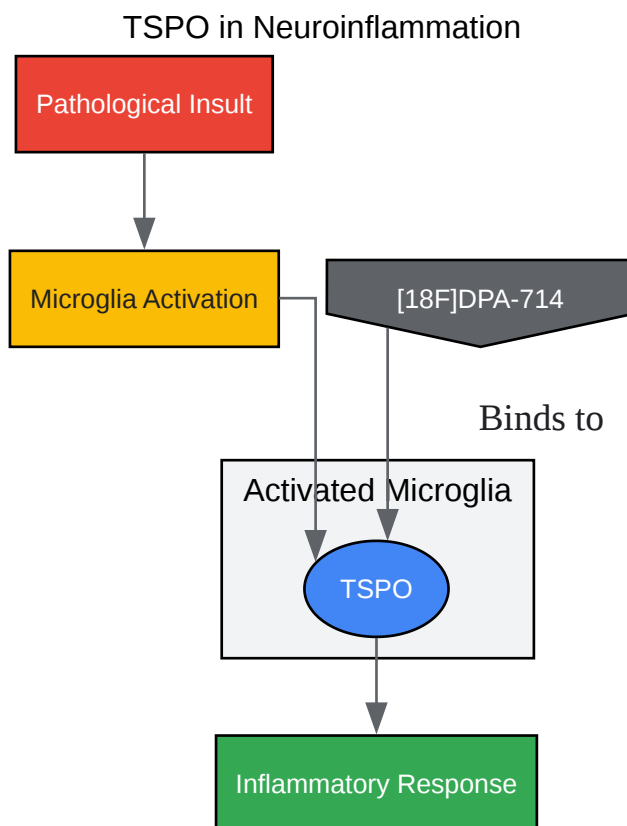 TSPO in Neuroinflammation
Pathological Insult
Microglia Activation
[18F]DPA-714
Binds to
Activated Microglia
TSPO
Inflammatory Response